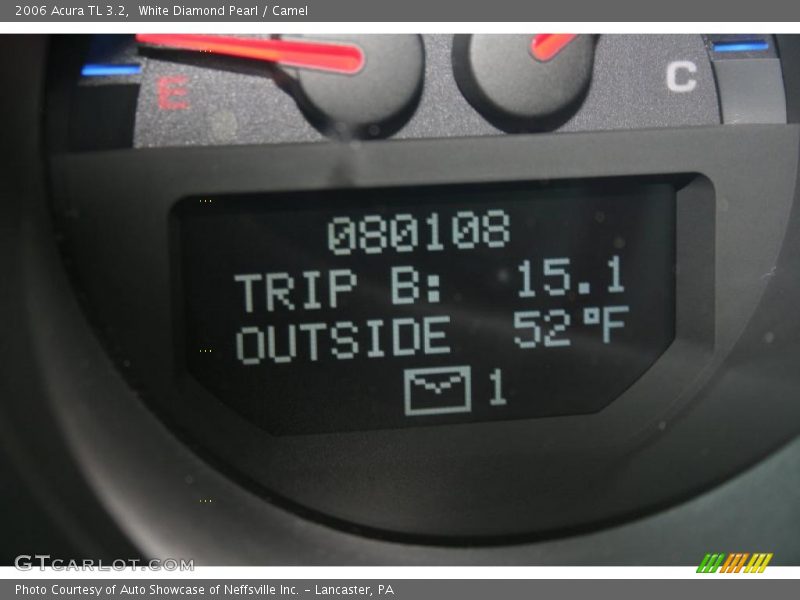 2006 Acura TL 3.2, White Diamond Pearl / Camel
E
C
080108
TRIP B: 15.1
OUTSIDE 52°F
1
GTCARLOT.COM
Photo Courtesy of Auto Showcase of Neffsville Inc. – Lancaster, PA